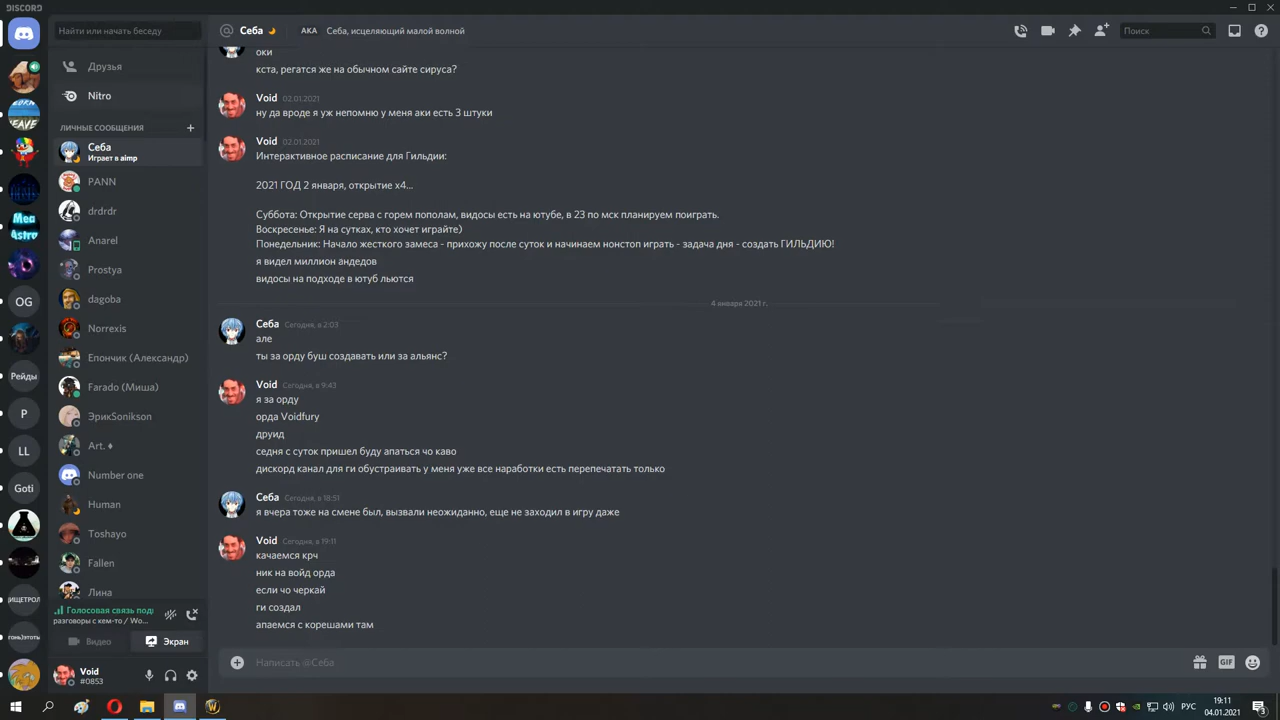 DISCORD
Найти или начать беседу
@ Себа
АКА Себа, исцеляющий малой волной
Поиск
Друзья
Nitro
ЛИЧНЫЕ СООБЩЕНИЯ +
Себа
Играет в aimp
PANN
drdrdr
Anarel
Prostya
dagoba
Norrexis
Епончик (Александр)
Farado (Миша)
ЭрикSonikson
Art. ♦
Number one
Human
Toshayo
Fallen
Лина
Mea
Astro
OG
Рейды
P
LL
Goti
Голосовая связь подк
разговоры с кем-то / Wo...
Видео
Экран
Void
#0853
оки
кста, регатся же на обычном сайте сируса?
Void 02.01.2021
ну да вроде я уж непомню у меня аки есть 3 штуки
Void 02.01.2021
Интерактивное расписание для Гильдии:
2021 ГОД 2 января, открытие x4...
Суббота: Открытие серва с горем пополам, видосы есть на ютубе, в 23 по мск планируем поиграть.
Воскресенье: Я на сутках, кто хочет играйте)
Понедельник: Начало жесткого замеса - прихожу после суток и начинаем нонстоп играть - задача дня - создать ГИЛЬДИЮ!
я видел миллион андедов
видосы на подходе в ютуб льются
4 января 2021 г.
Себа Сегодня, в 2:03
але
ты за орду буш создавать или за альянс?
Void Сегодня, в 9:43
я за орду
орда Voidfury
друид
седня с суток пришел буду апаться чо каво
дискорд канал для ги обустраивать у меня уже все наработки есть перепечатать только
Себа Сегодня, в 18:51
я вчера тоже на смене был, вызвали неожиданно, еще не заходил в игру даже
Void Сегодня, в 19:11
качаемся крч
ник на войд орда
если чо черкай
ги создал
апаемся с корешами там
Написать @Себа
GIF
РУС
19:11
04.01.2021